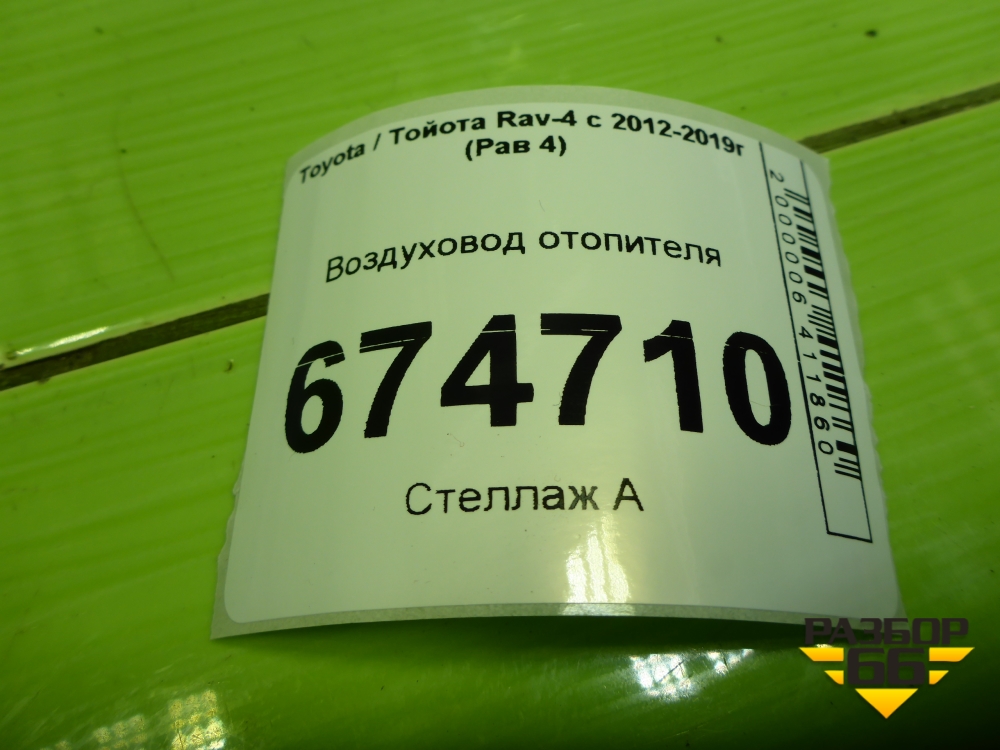 Toyota / Тойота Rav-4 с 2012-2019г
(Рав 4)
Воздуховод отопителя
674710
Стеллаж А
2000006411860
РАЗБОР
66